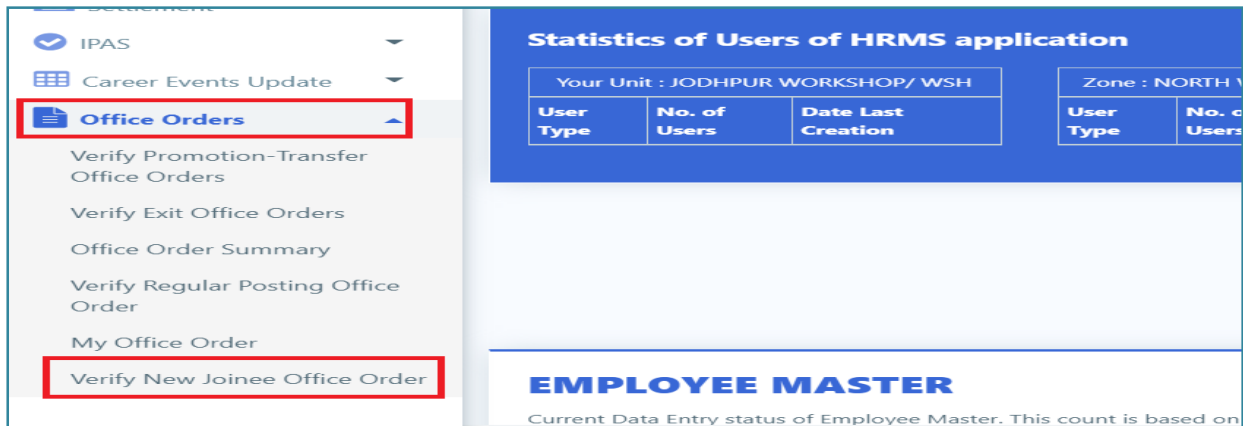 Settlement
IPAS
Career Events Update
Office Orders
Verify Promotion-Transfer
Office Orders
Verify Exit Office Orders
Office Order Summary
Verify Regular Posting Office
Order
My Office Order
Verify New Joinee Office Order
Statistics of Users of HRMS application
Your Unit : JODHPUR WORKSHOP/ WSH
User Type
No. of Users
Date Last Creation
Zone : NORTH
User Type
No.
Users
EMPLOYEE MASTER
Current Data Entry status of Employee Master. This count is based on